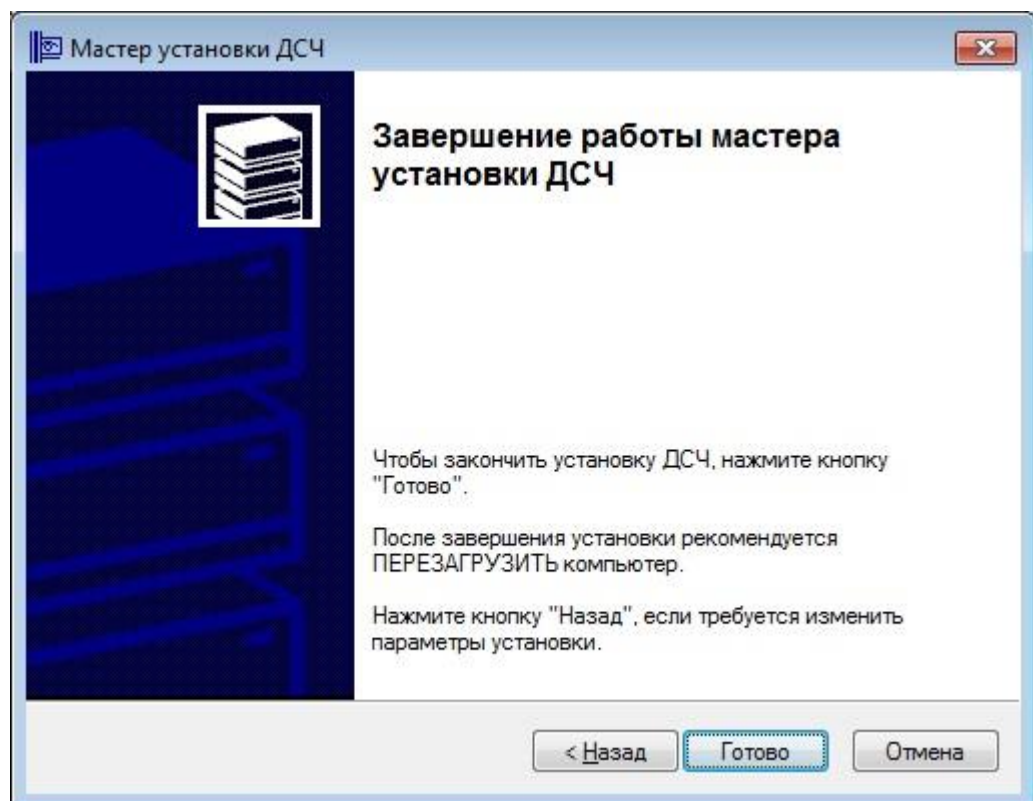 Мастер установки ДСЧ
Завершение работы мастера
установки ДСЧ
Чтобы закончить установку ДСЧ, нажмите кнопку
"Готово".
После завершения установки рекомендуется
ПЕРЕЗАГРУЗИТЬ компьютер.
Нажмите кнопку "Назад", если требуется изменить
параметры установки.
< Назад Готово Отмена